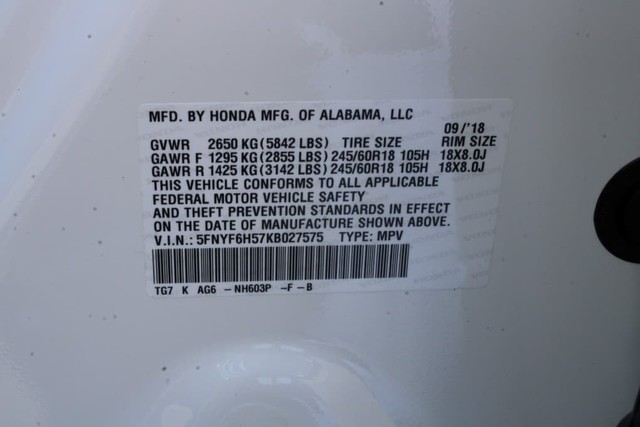 MFD. BY HONDA MFG. OF ALABAMA, LLC
09/'18
GVWR 2650 KG (5842 LBS) TIRE SIZE RIM SIZE
GAWR F 1295 KG (2855 LBS) 245/60R18 105H 18X8.0J
GAWR R 1425 KG (3142 LBS) 245/60R18 105H 18X8.0J
THIS VEHICLE CONFORMS TO ALL APPLICABLE
FEDERAL MOTOR VEHICLE SAFETY
AND THEFT PREVENTION STANDARDS IN EFFECT
ON THE DATE OF MANUFACTURE SHOWN ABOVE.
V.I.N.: 5FNYF6H57KB027575 TYPE: MPV
TG7 K AG6 -NH603P -F-B